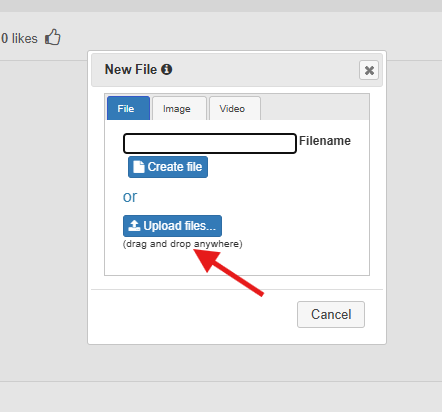 0 likes
New File
File Image Video
Filename
Create file
or
Upload files...
(drag and drop anywhere)
Cancel